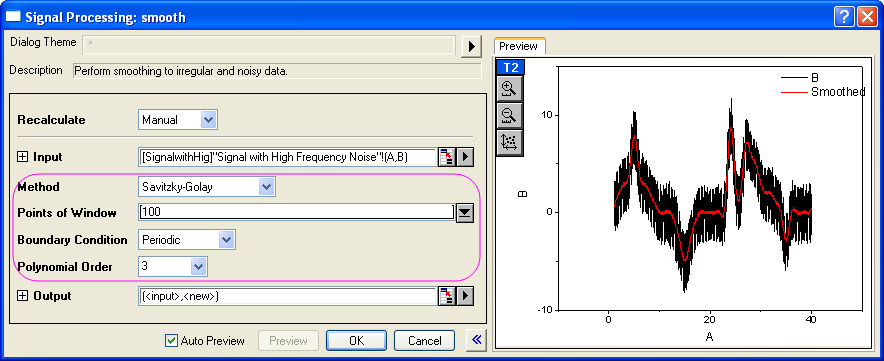 Signal Processing: smooth
Dialog Theme *
Description Perform smoothing to irregular and noisy data.
Recalculate Manual
Input [SignalwithHig]"Signal with High Frequency Noise"!(A,B)
Method Savitzky-Golay
Points of Window 100
Boundary Condition Periodic
Polynomial Order 3
Output (<input>,<new>)
Auto Preview Preview OK Cancel
Preview
T2
B
Smoothed
10
0
-10
0 20 40
B
A